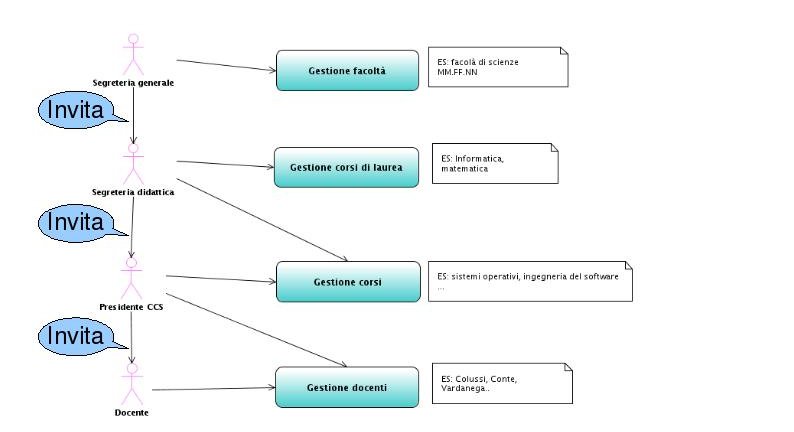 Segreteria generale
Gestione facoltà
ES: facolà di scienze
MM.FF.NN
Invita
Segreteria didattica
Gestione corsi di laurea
ES: Informatica,
matematica
Invita
Presidente CCS
Gestione corsi
ES: sistemi operativi, ingegneria del software
...
Invita
Docente
Gestione docenti
ES: Colussi, Conte,
Vardanega..